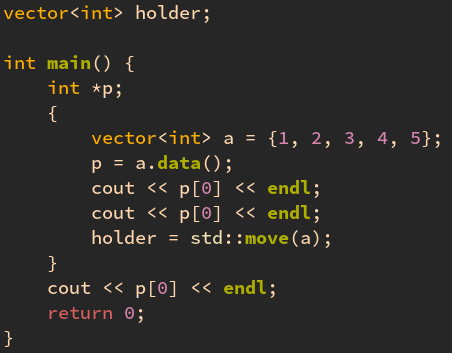 vector<int> holder;
int main() {
    int *p;
    {
        vector<int> a = {1, 2, 3, 4, 5};
        p = a.data();
        cout << p[0] << endl;
        cout << p[0] << endl;
        holder = std::move(a);
    }
    cout << p[0] << endl;
    return 0;
}